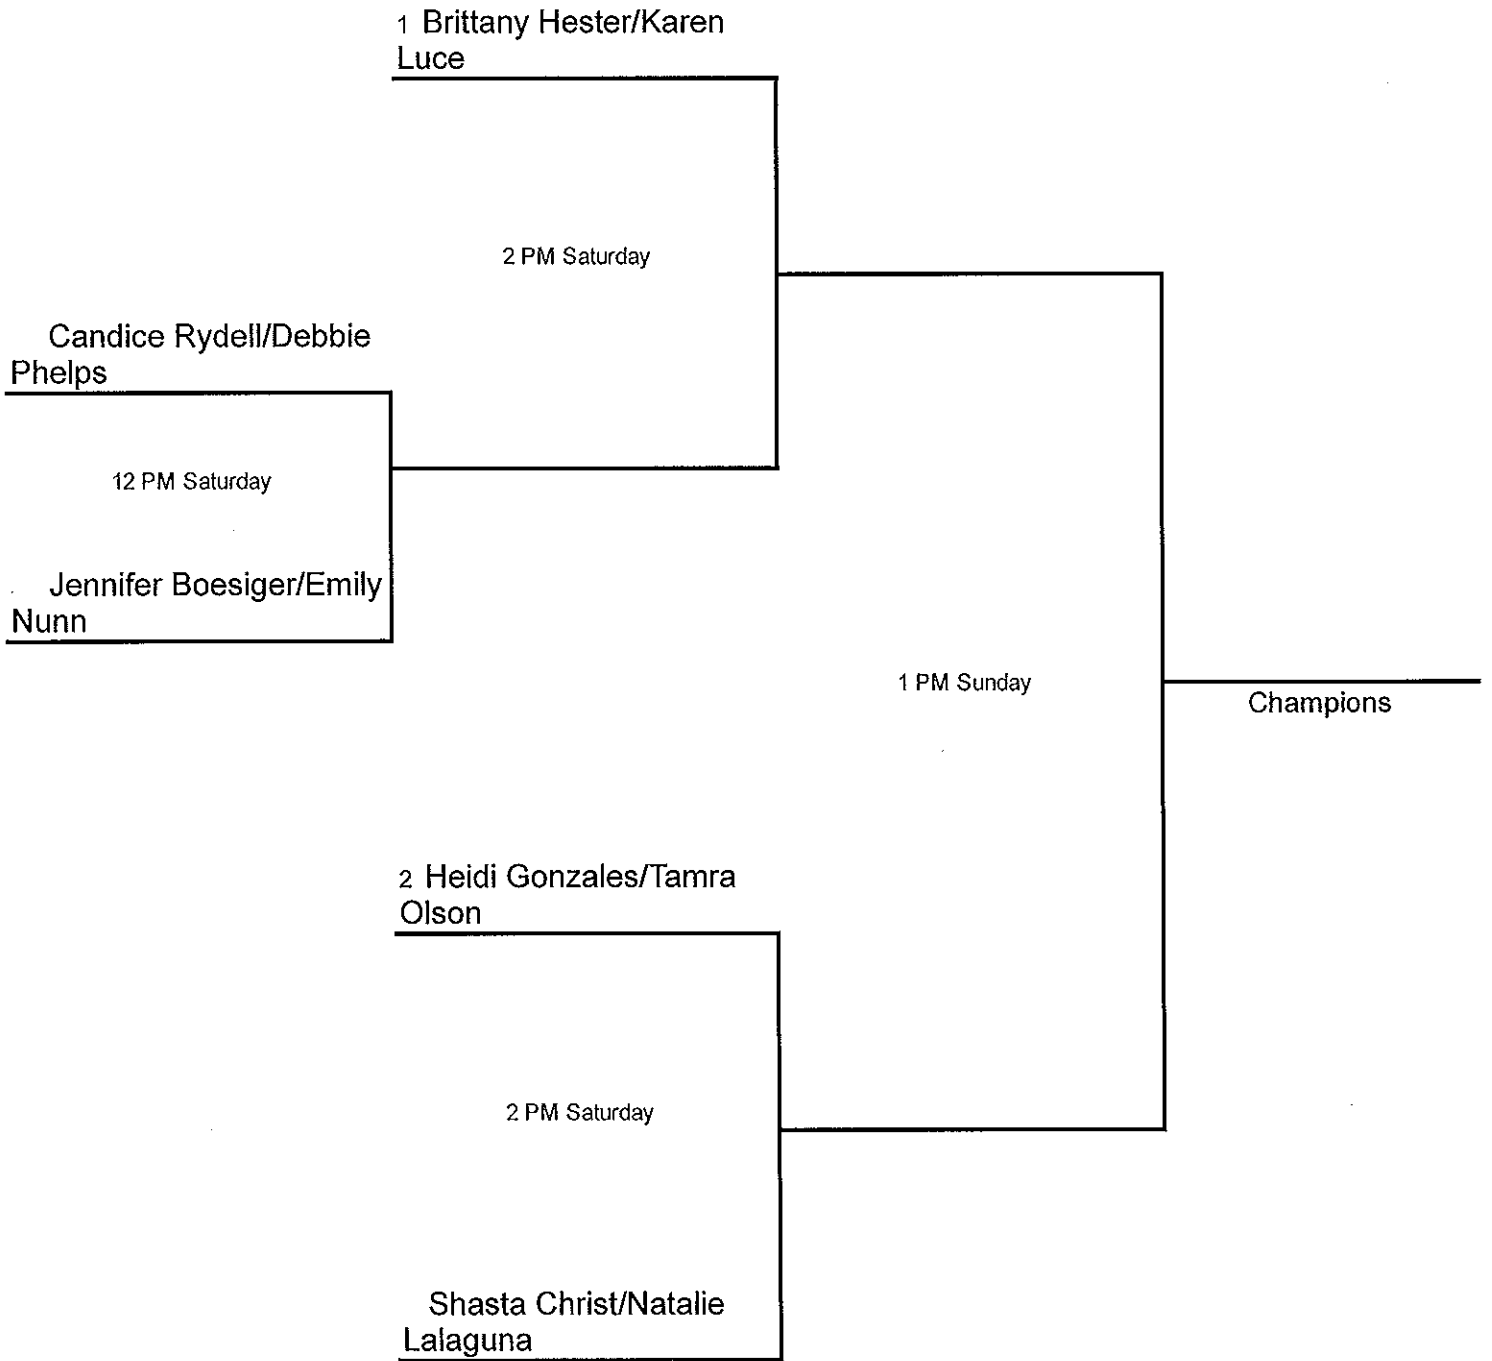 1 Brittany Hester/Karen
Luce
2 PM Saturday
Candice Rydell/Debbie
Phelps
12 PM Saturday
Jennifer Boesiger/Emily
Nunn
1 PM Sunday
Champions
2 Heidi Gonzales/Tamra
Olson
2 PM Saturday
Shasta Christ/Natalie
Lalaguna